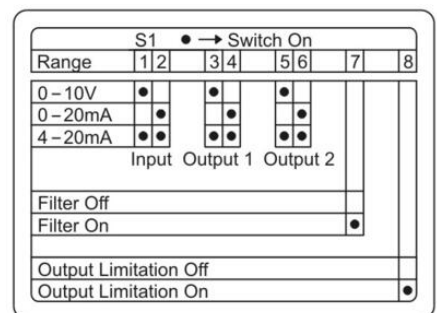 S1 ● → Switch On
Range 1 2 3 4 5 6 7 8
0–10V ● ● ●
0–20mA ● ● ●
4–20mA ● ● ● ● ● ●
Input Output 1 Output 2
Filter Off
Filter On ●
Output Limitation Off
Output Limitation On ●